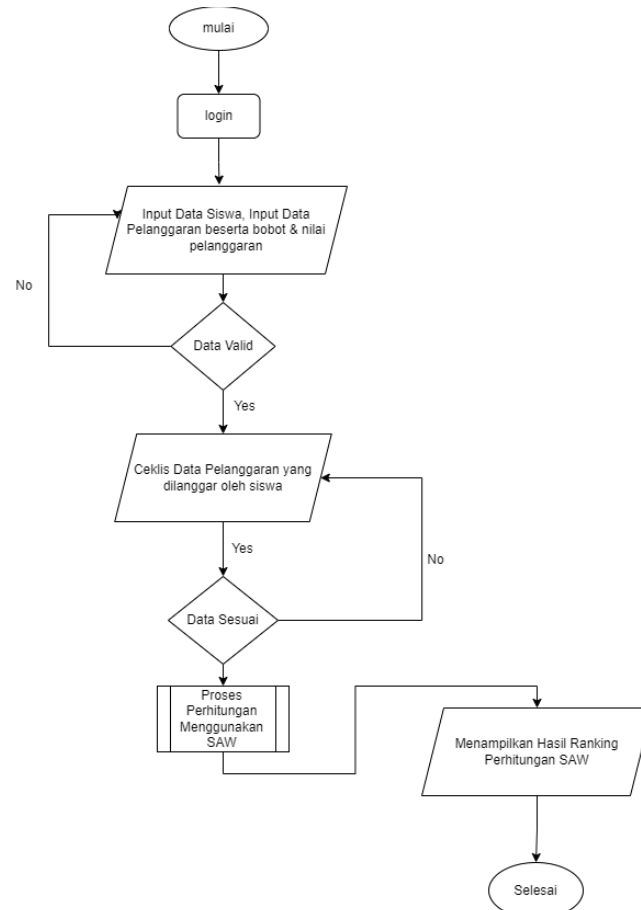 mulai
login
Input Data Siswa, Input Data
Pelanggaran beserta bobot & nilai
pelanggaran
No
Data Valid
Yes
Ceklis Data Pelanggaran yang
dilanggar oleh siswa
Yes
No
Data Sesuai
Proses
Perhitungan
Menggunakan
SAW
Menampilkan Hasil Ranking
Perhitungan SAW
Selesai